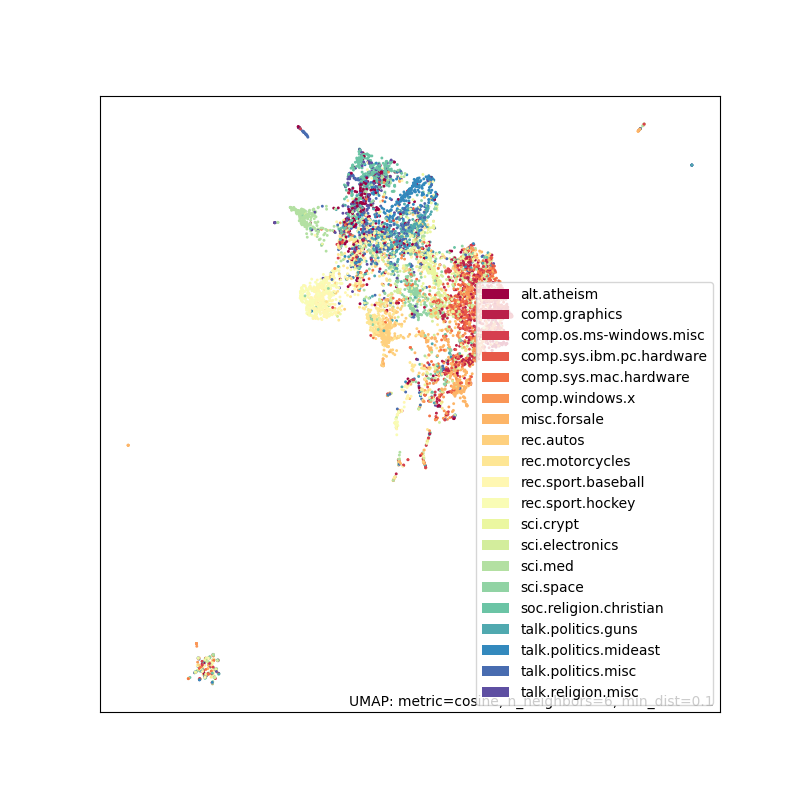 alt.atheism
comp.graphics
comp.os.ms-windows.misc
comp.sys.ibm.pc.hardware
comp.sys.mac.hardware
comp.windows.x
misc.forsale
rec.autos
rec.motorcycles
rec.sport.baseball
rec.sport.hockey
sci.crypt
sci.electronics
sci.med
sci.space
soc.religion.christian
talk.politics.guns
talk.politics.mideast
talk.politics.misc
talk.religion.misc
UMAP: metric=cosine, n_neighbors=6, min_dist=0.1